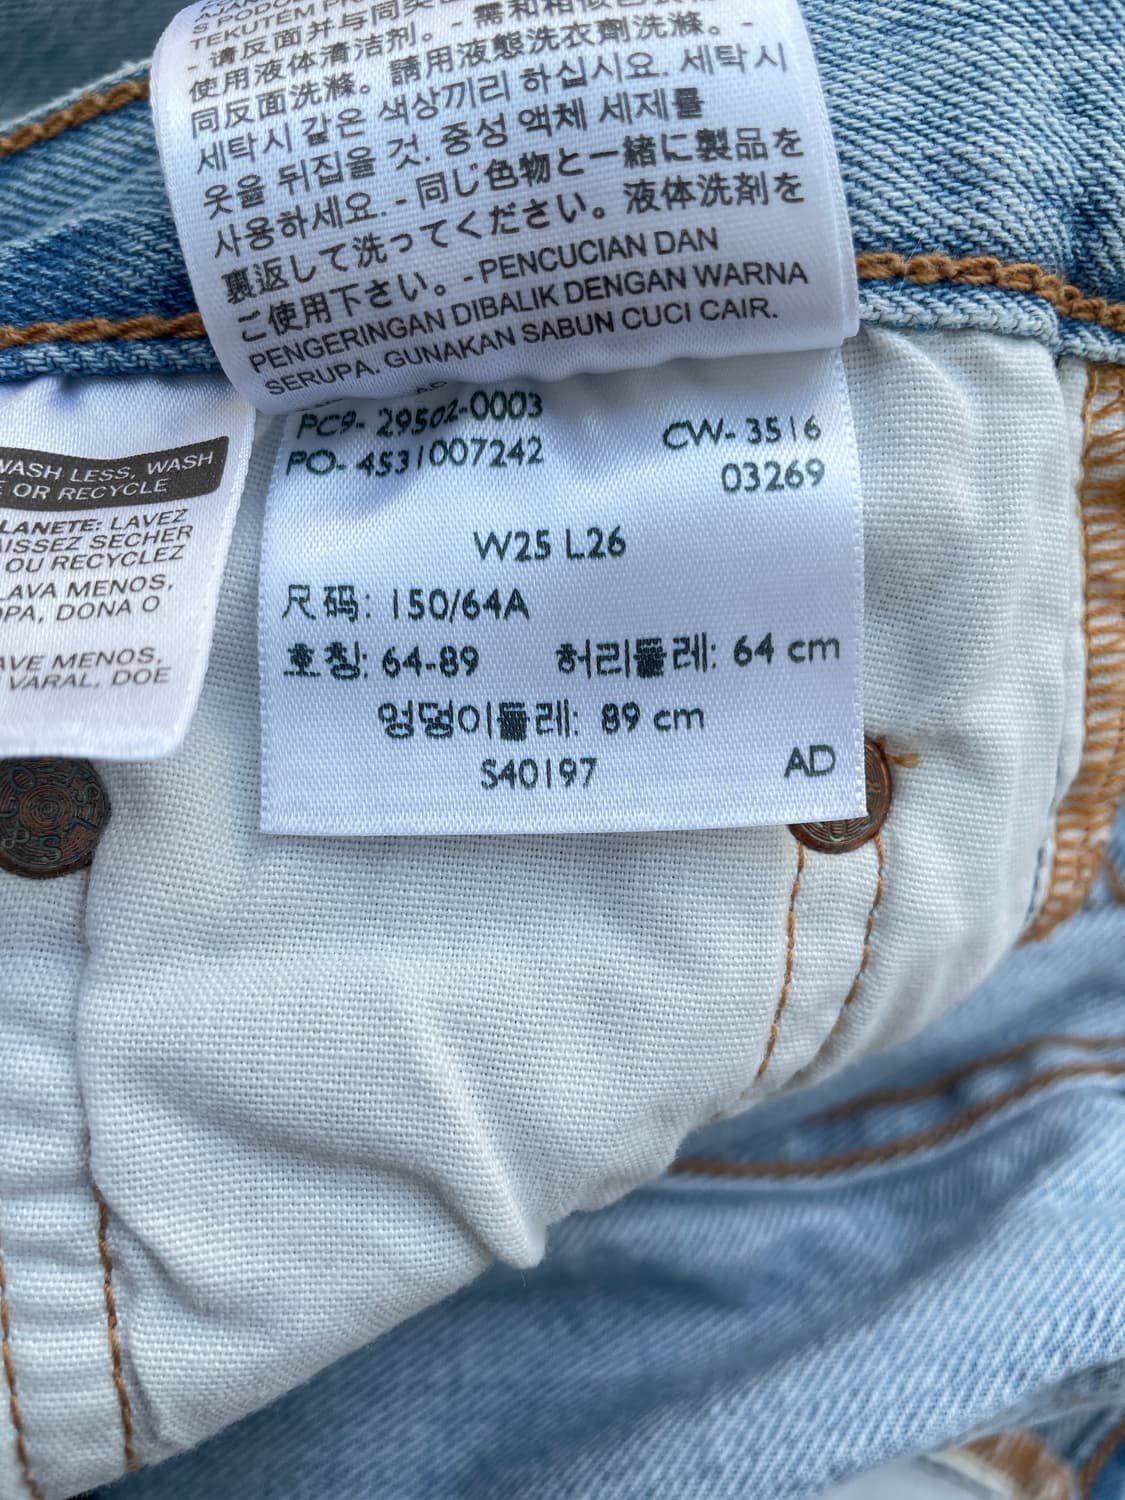 S PODOB
TEKUTEM PR
- 请反面并与同类
使用液体清洁剂。 - 需和相似色
同反面洗滌。請用液態洗衣劑洗滌。 -
세탁시 같은 색상끼리 하십시요. 세탁시
옷을 뒤집을 것. 중성 액체 세제를
사용하세요. - 同じ色物と一緒に製品を
裏返して洗ってください。液体洗剤を
ご使用下さい。 - PENCUCIAN DAN
PENGERINGAN DIBALIK DENGAN WARNA
SERUPA. GUNAKAN SABUN CUCI CAIR.
PC9- 29502-0003
PO- 4531007242
CW- 3516
03269
W25 L26
尺码: 150/64A
호칭: 64-89 허리둘레: 64 cm
엉덩이둘레: 89 cm
S40197 AD
WASH LESS, WASH
E OR RECYCLE
LANETE: LAVEZ
AISSEZ SECHER
OU RECYCLEZ
LAVA MENOS,
OPA, DONA O
AVE MENOS,
VARAL, DOE